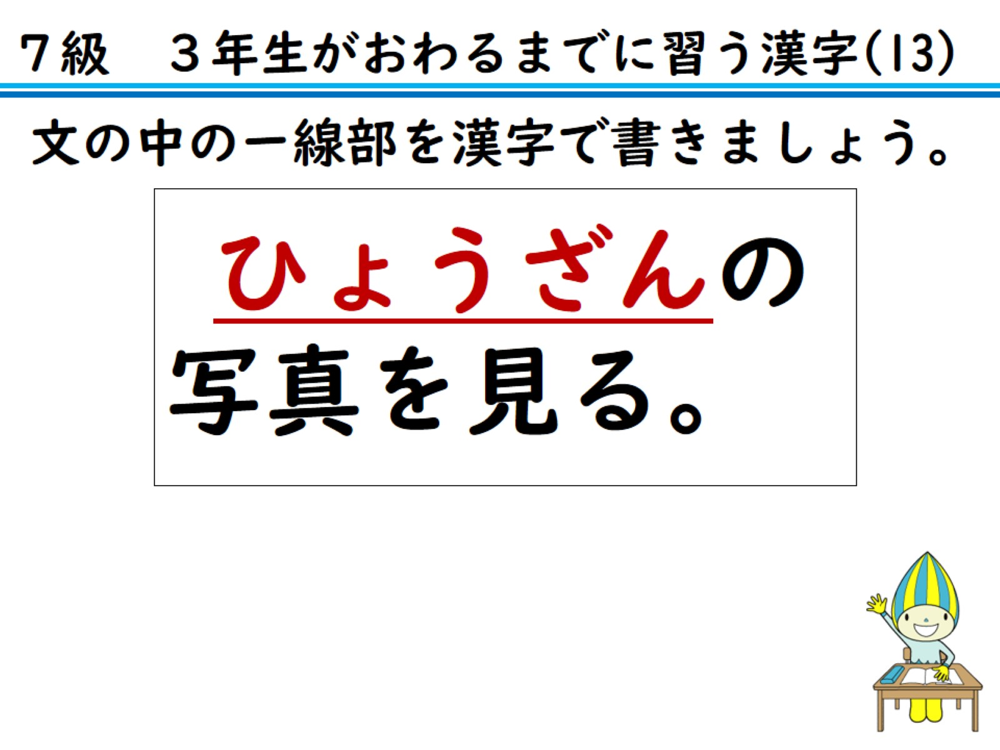 ７級　３年生がおわるまでに習う漢字(13)
文の中の一線部を漢字で書きましょう。
ひょうざんの
写真を見る。